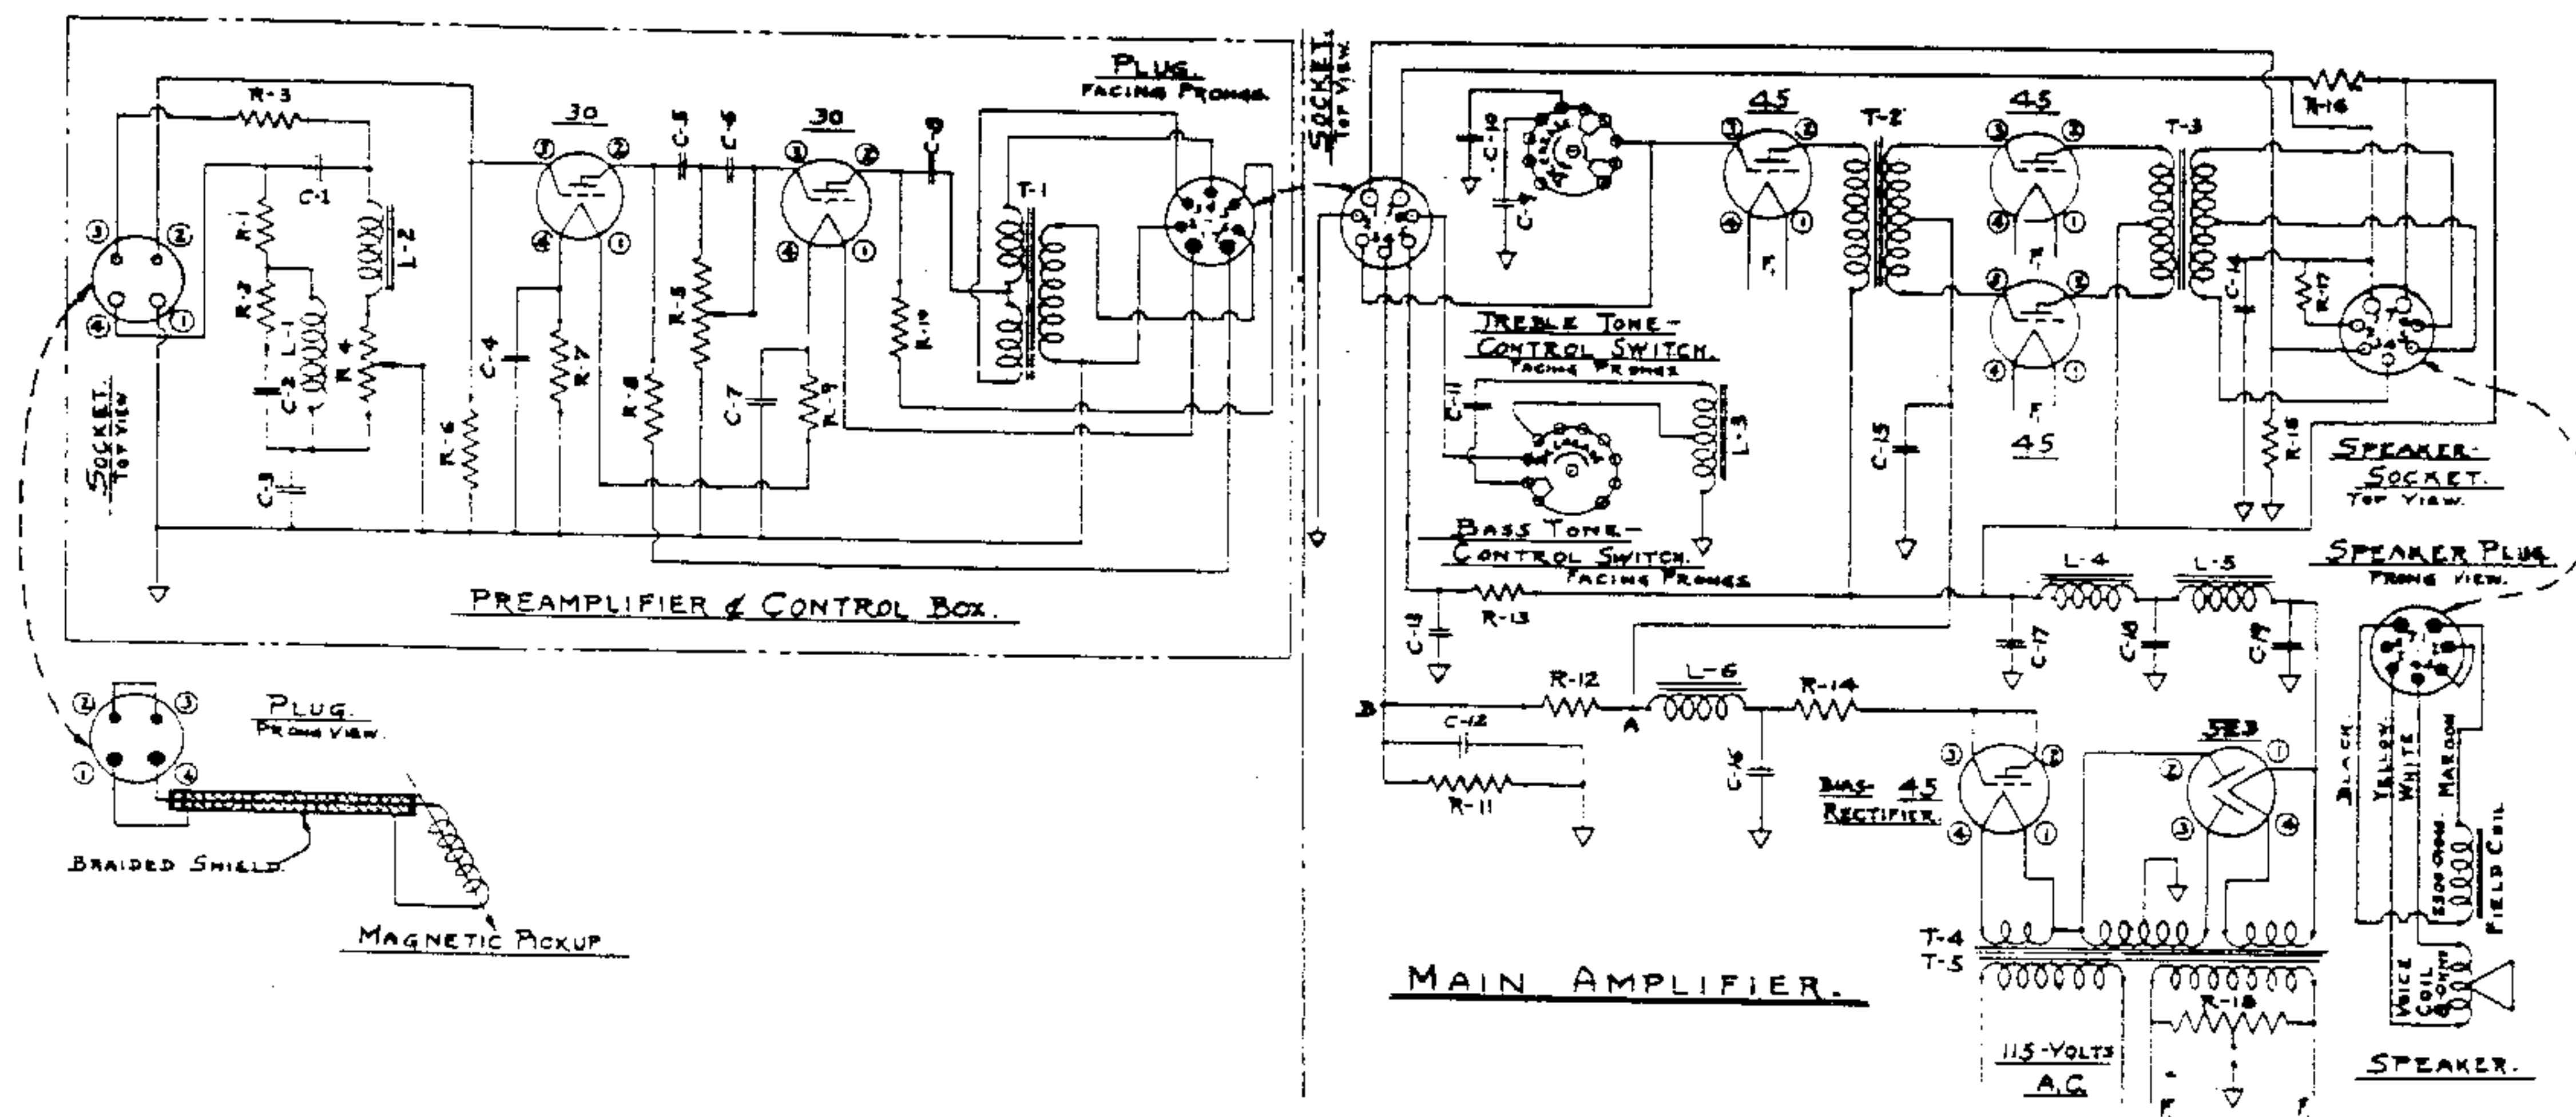 PLUG.
FACING PRONGS.
SOCKET.
TOP VIEW.
R-3
30
C-5
C-6
30
C-8
T-1
C-1
R-1
R-2
L-1
C-2
L-2
R-4
C-3
R-6
C-4
R-7
R-8
R-5
C-7
R-9
R-10
SOCKET.
TOP VIEW
PREAMPLIFIER & CONTROL BOX.
PLUG.
PRONG VIEW.
BRAIDED SHIELD.
MAGNETIC PICKUP
C-10
C-9
45
T-2
45
T-3
R-16
F
F
F
45
TREBLE TONE-
CONTROL SWITCH.
FACING PRONGS
C-11
L-3
BASS TONE-
CONTROL SWITCH.
FACING PRONGS
C-15
C-14
R-17
R-18
SPEAKER-
SOCKET.
TOP VIEW.
C-13
R-13
L-4
L-5
C-17
C-18
C-19
SPEAKER PLUG
PRONG VIEW.
B
R-12
A
L-6
R-14
C-12
R-11
C-16
BIAS- 45
RECTIFIER.
5Z3
BLACK.
YELLOW
WHITE
MAROON
FIELD COIL
VOICE
COIL
8 OHMS
SPEAKER.
T-4
T-5
115-VOLTS
A.C.
R-15
F
F
MAIN AMPLIFIER.